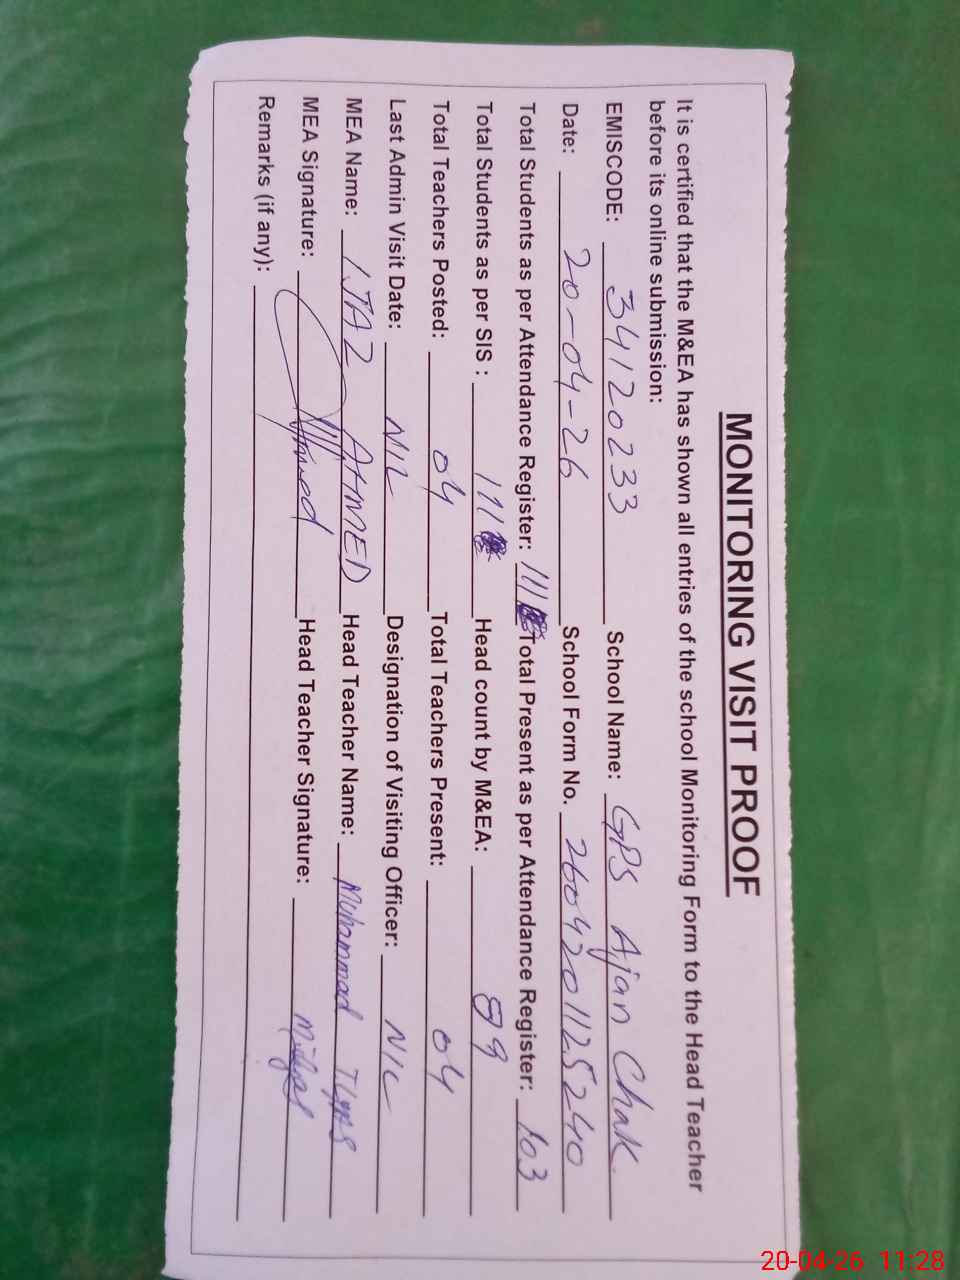 MONITORING VISIT PROOF
It is certified that the M&EA has shown all entries of the school Monitoring Form to the Head Teacher
before its online submission:
EMISCODE: 34120233 School Name: GPS Ajan Chak
Date: 20-04-26 School Form No. 2604201125240
Total Students as per Attendance Register: 111 Total Present as per Attendance Register: 103
Total Students as per SIS : 111 Head count by M&EA: 99
Total Teachers Posted: 04 Total Teachers Present: 04
Last Admin Visit Date: NIL Designation of Visiting Officer: NIL
MEA Name: IJAZ AHMED Head Teacher Name: Muhammad
MEA Signature: Head Teacher Signature:
Remarks (if any):
20-04-26 11:28